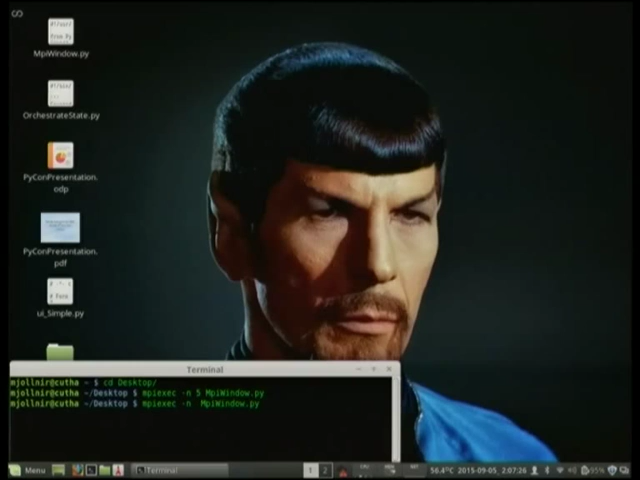 MpiWindow.py
OrchestrateState.py
PyConPresentation.
odp
PyConPresentation.
pdf
ui_Simple.py
Terminal
mjollnir@cutha ~ $ cd Desktop/
mjollnir@cutha ~/Desktop $ mpiexec -n 5 MpiWindow.py
mjollnir@cutha ~/Desktop $ mpiexec -n  MpiWindow.py
Menu
Terminal
1 2
56.4°C 2015-09-05, 2:07:26
95%